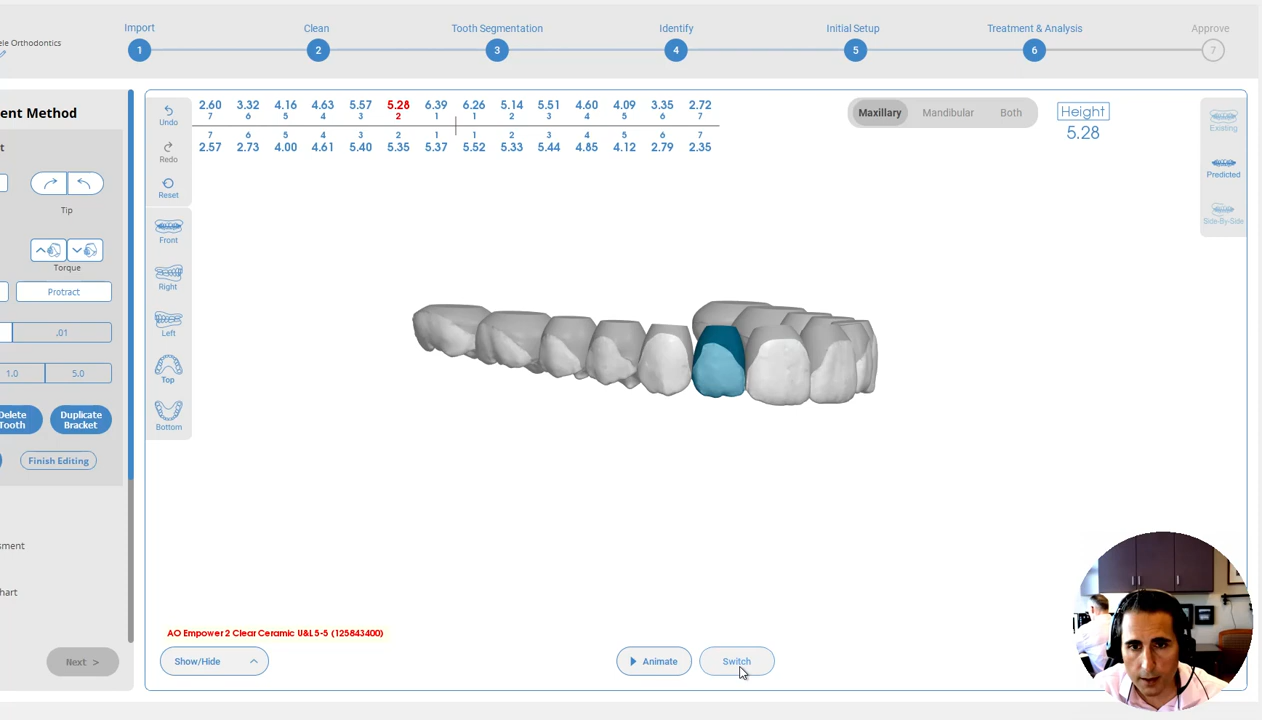 Import
Clean
Tooth Segmentation
Identify
Initial Setup
Treatment & Analysis
Approve
1
2
3
4
5
6
7
ele Orthodontics
ent Method
t
Tip
Torque
Protract
.01
1.0
5.0
Delete
Tooth
Duplicate
Bracket
Finish Editing
sment
hart
Next >
Undo
Redo
Reset
Front
Right
Left
Top
Bottom
2.60 3.32 4.16 4.63 5.57 5.28 6.39 6.26 5.14 5.51 4.60 4.09 3.35 2.72
7 6 5 4 3 2 1 1 2 3 4 5 6 7
7 6 5 4 3 2 1 1 2 3 4 5 6 7
2.57 2.73 4.00 4.61 5.40 5.35 5.37 5.52 5.33 5.44 4.85 4.12 2.79 2.35
Maxillary
Mandibular
Both
Height
5.28
Existing
Predicted
Side-By-Side
AO Empower 2 Clear Ceramic U&L 5-5 (125843400)
Show/Hide
Animate
Switch